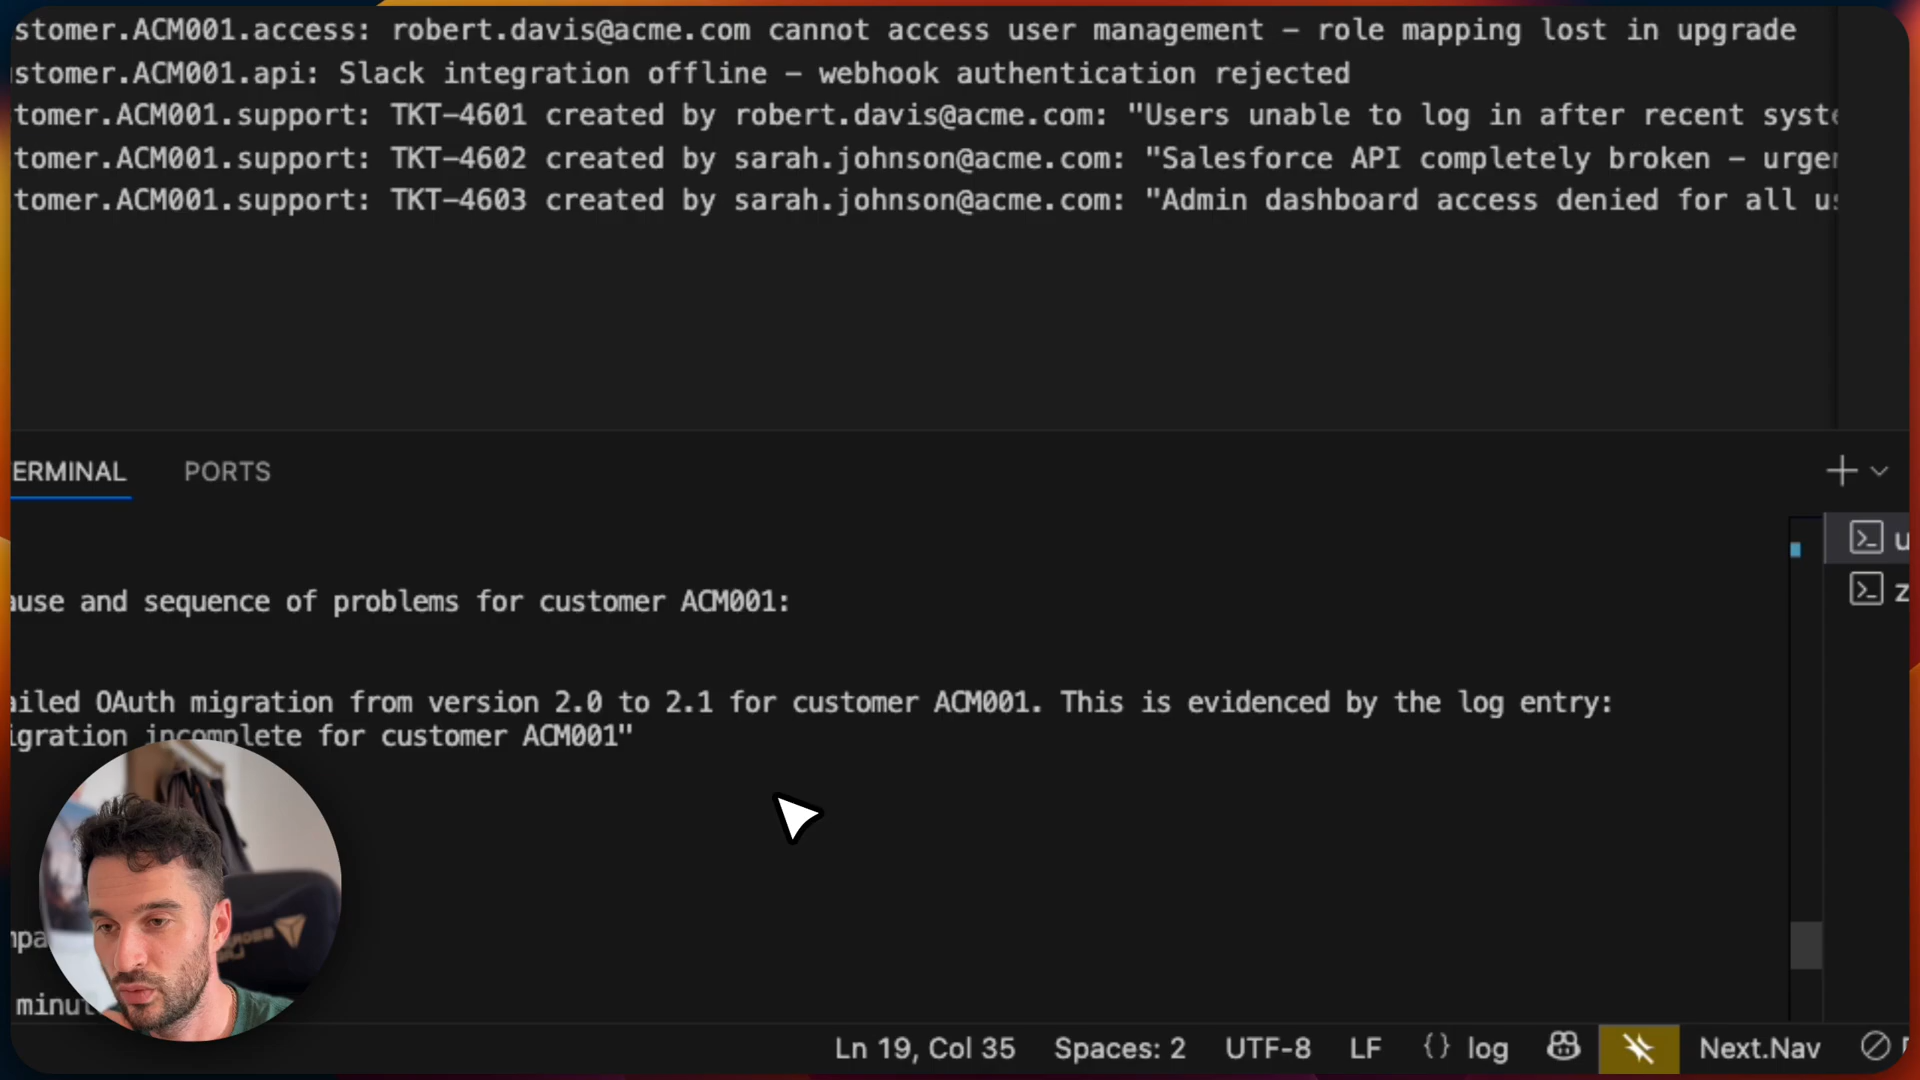 stomer.ACM001.access: robert.davis@acme.com cannot access user management – role mapping lost in upgrade
stomer.ACM001.api: Slack integration offline – webhook authentication rejected
tomer.ACM001.support: TKT-4601 created by robert.davis@acme.com: "Users unable to log in after recent syste
tomer.ACM001.support: TKT-4602 created by sarah.johnson@acme.com: "Salesforce API completely broken – urgen
tomer.ACM001.support: TKT-4603 created by sarah.johnson@acme.com: "Admin dashboard access denied for all us
ERMINAL PORTS
ause and sequence of problems for customer ACM001:
ailed OAuth migration from version 2.0 to 2.1 for customer ACM001. This is evidenced by the log entry:
igration incomplete for customer ACM001"
mpa
minut
Ln 19, Col 35 Spaces: 2 UTF-8 LF {} log Next.Nav